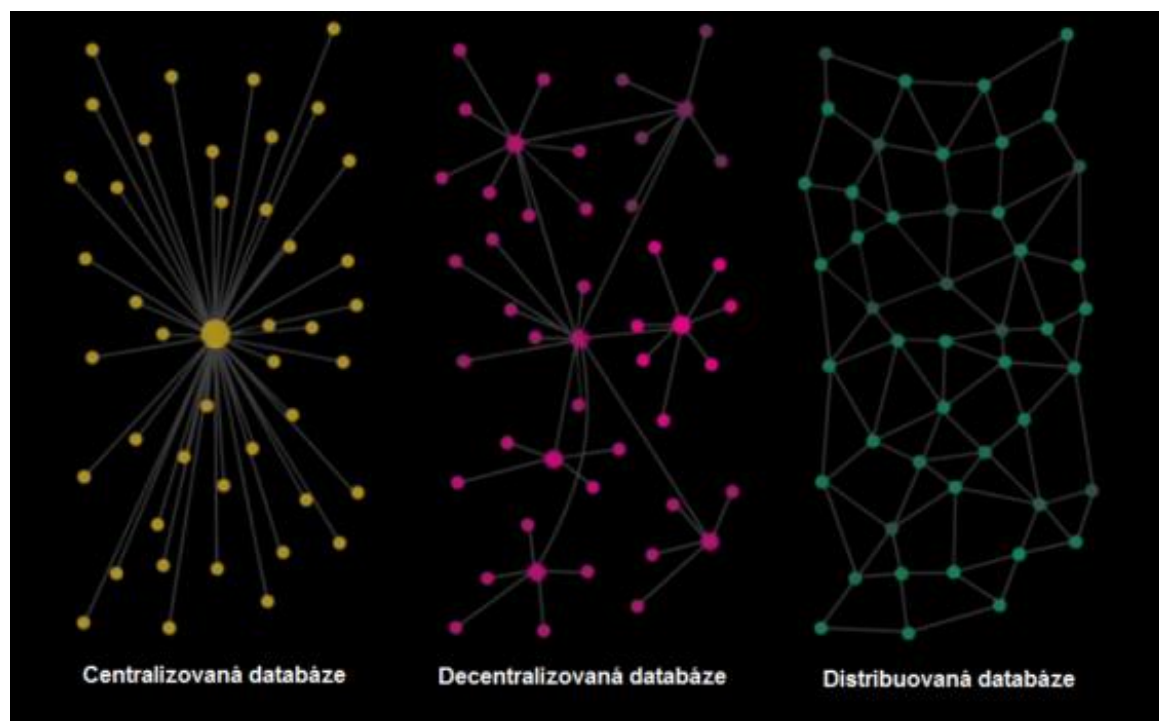 Centralizovaná databáze
Decentralizovaná databáze
Distribuovaná databáze